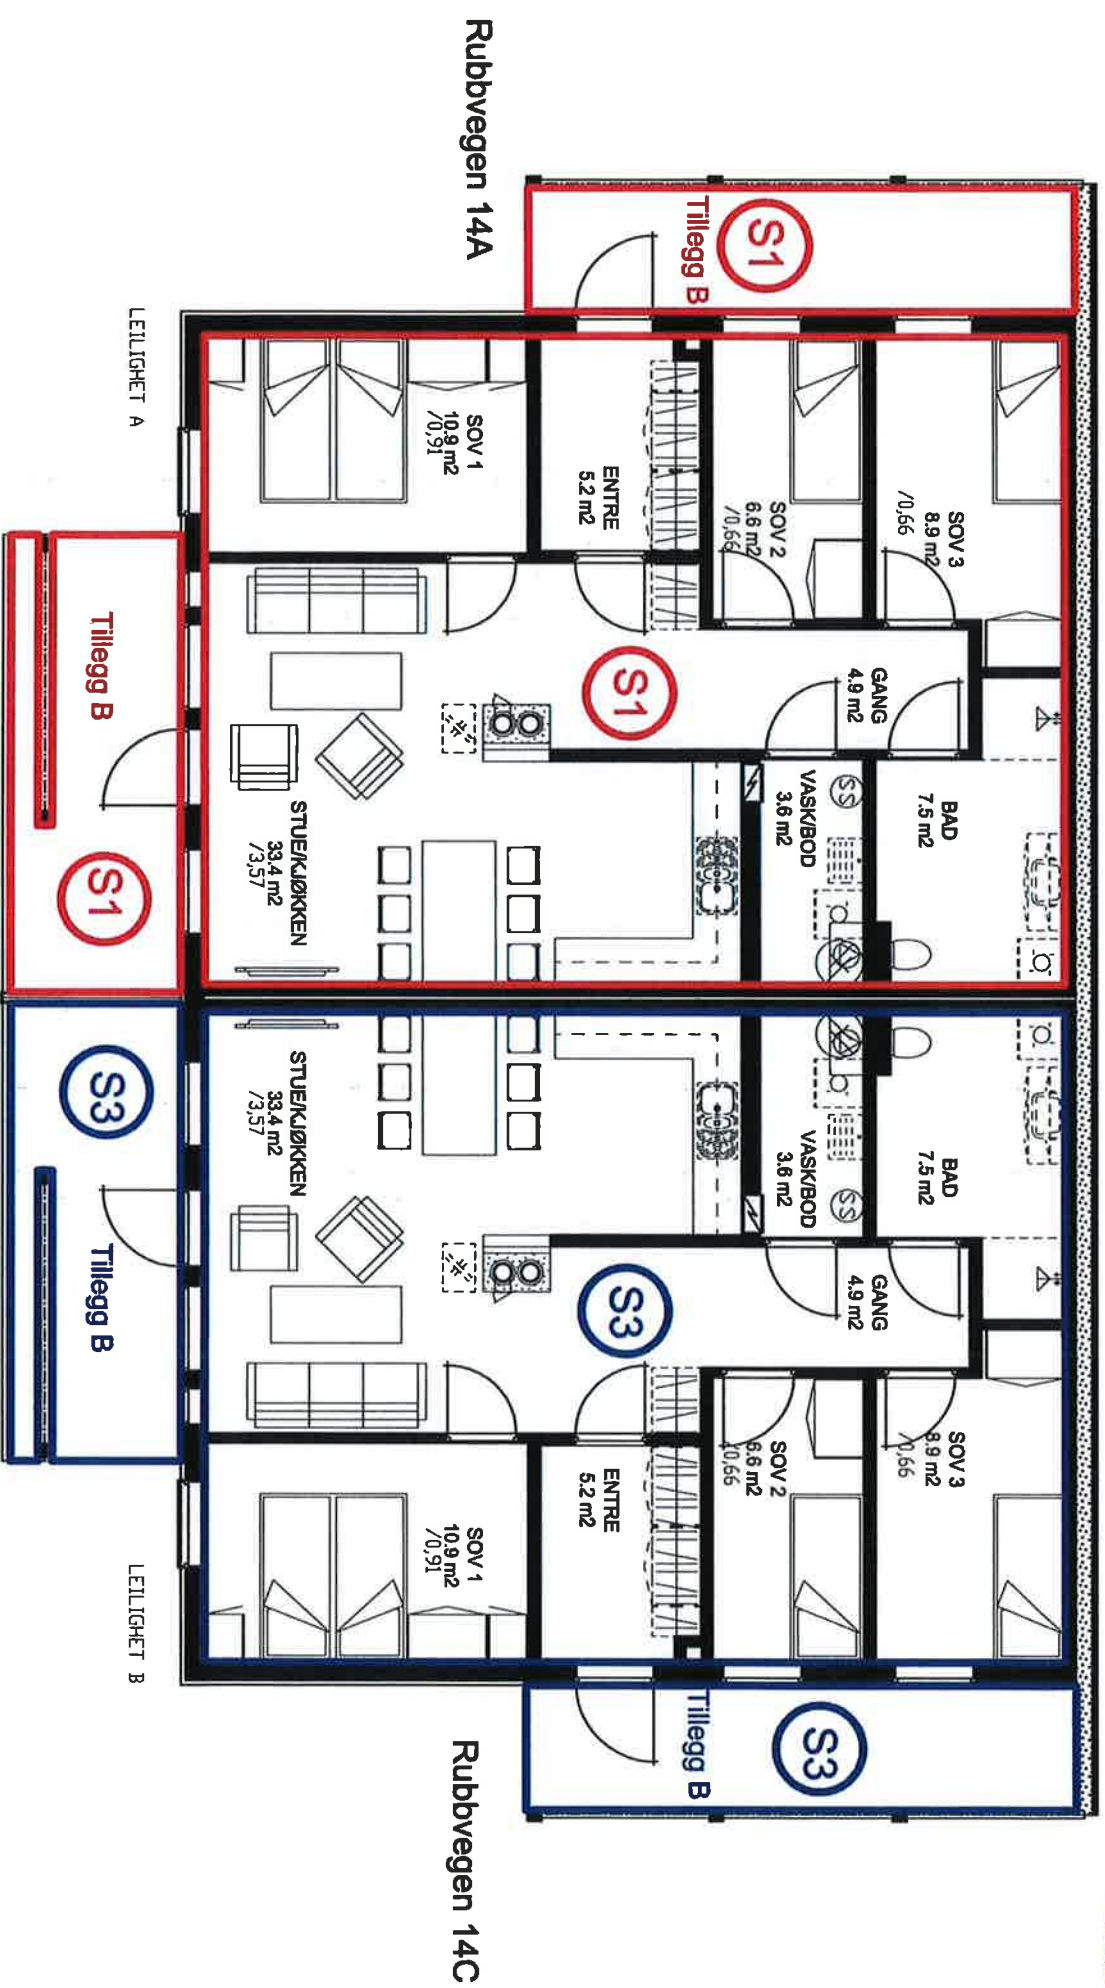 Rubbvegen 14A
S1
Tillegg B
LEILIGHET A
SOV 3
8.9 m2
/0,66
SOV 2
6.6 m2
/0,66
ENTRE
5.2 m2
SOV 1
10.9 m2
/0,91
GANG
4.9 m2
S1
BAD
7.5 m2
VASK/BOD
3.6 m2
SS
STUE/KJØKKEN
33.4 m2
/3,57
Tillegg B
S1
BAD
7.5 m2
VASK/BOD
3.6 m2
SS
STUE/KJØKKEN
33.4 m2
/3,57
S3
Tillegg B
GANG
4.9 m2
S3
SOV 3
8.9 m2
/0,66
SOV 2
6.6 m2
/0,66
ENTRE
5.2 m2
SOV 1
10.9 m2
/0,91
LEILIGHET B
S3
Tillegg B
Rubbvegen 14C